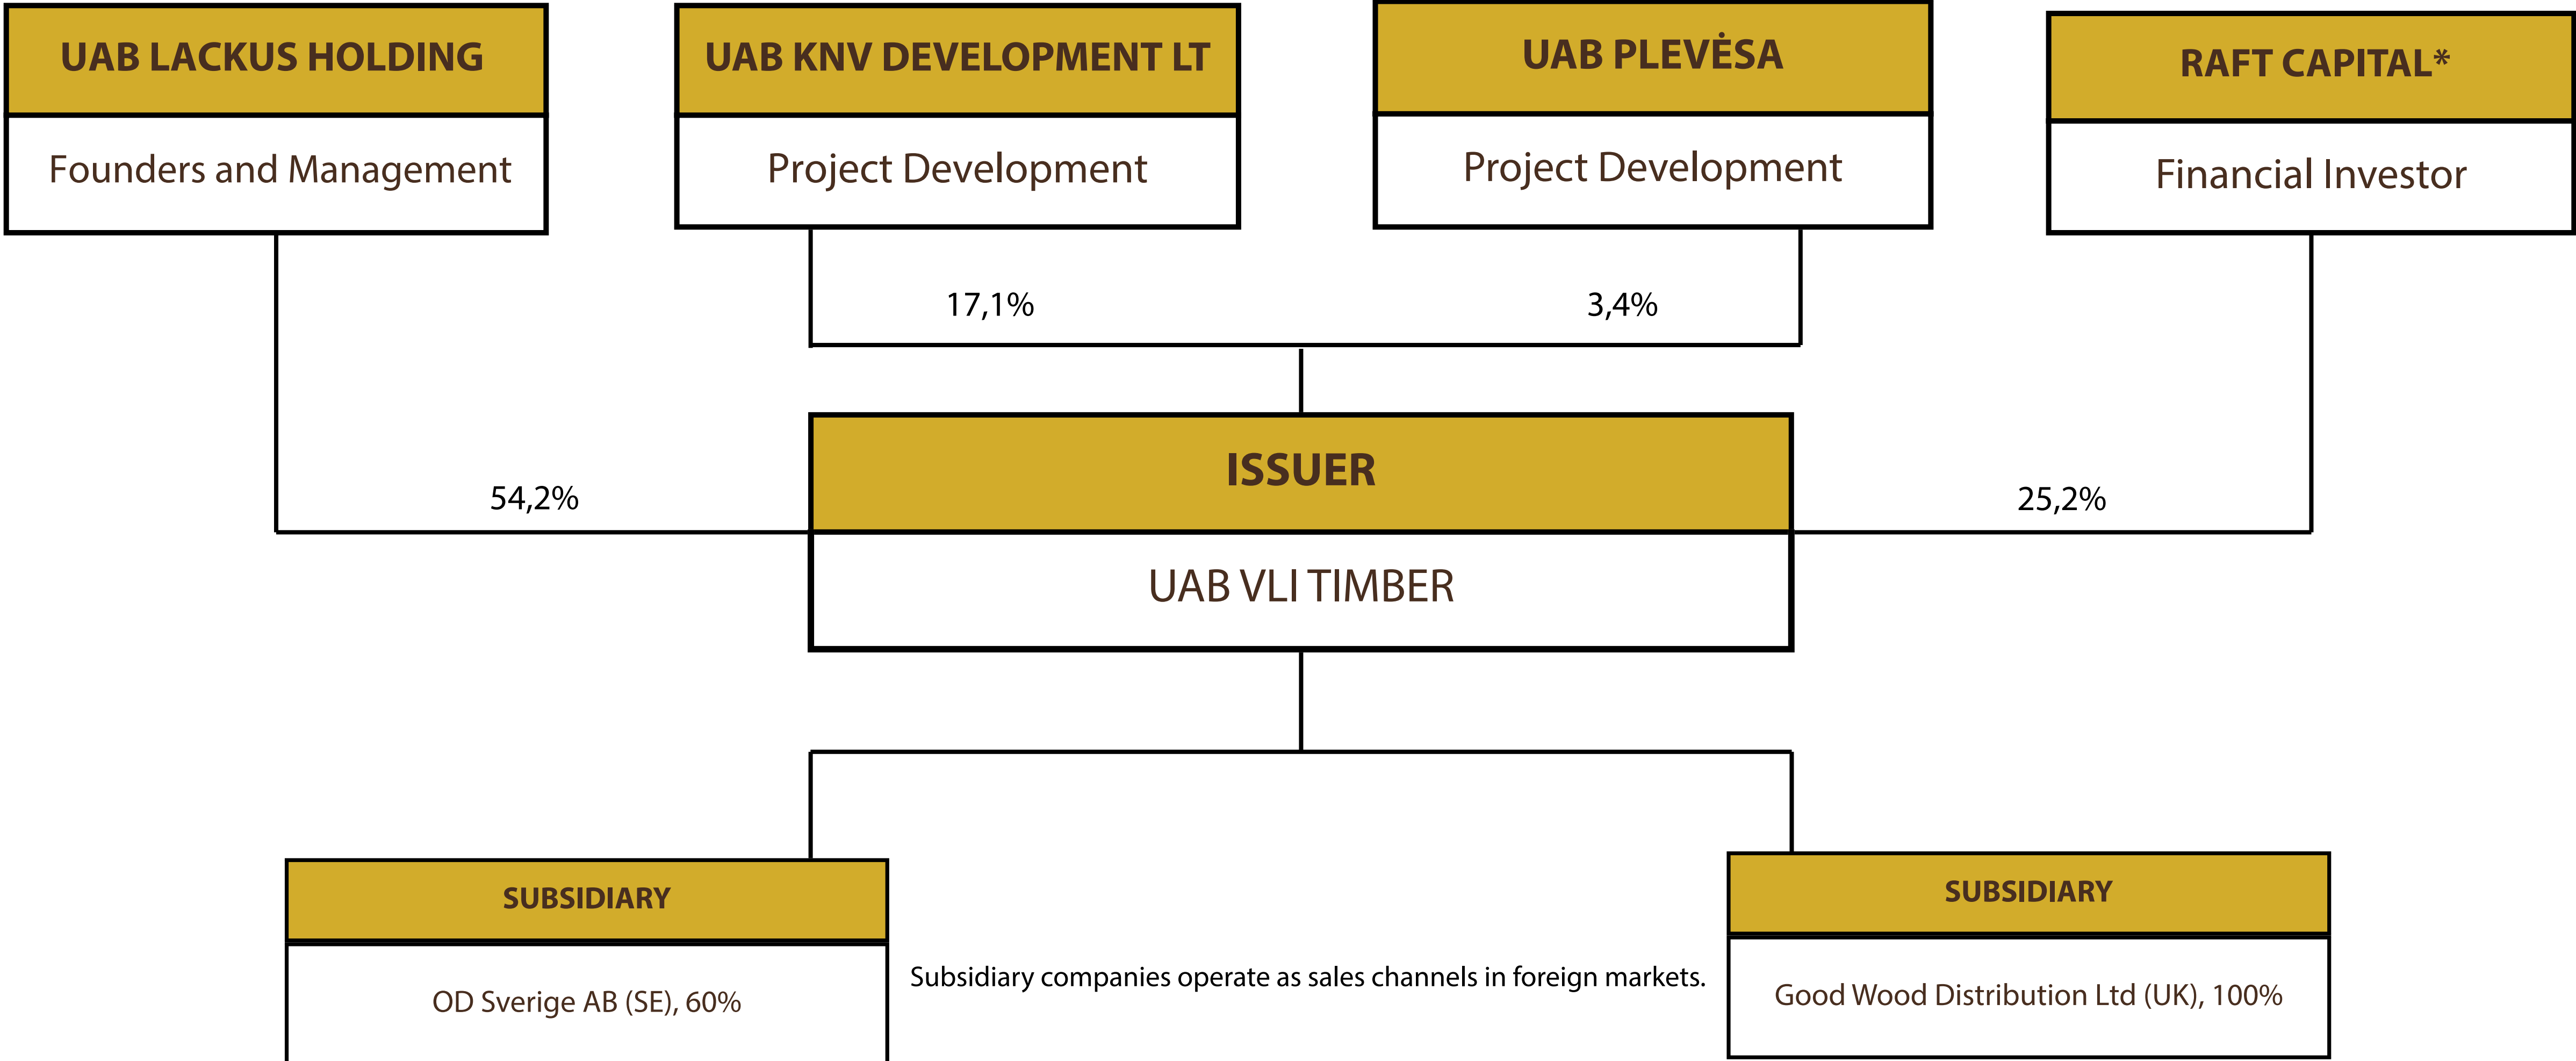 UAB LACKUS HOLDING
Founders and Management
UAB KNV DEVELOPMENT LT
Project Development
UAB PLEVĖSA
Project Development
RAFT CAPITAL*
Financial Investor
17,1%
3,4%
54,2%
25,2%
ISSUER
UAB VLI TIMBER
SUBSIDIARY
OD Sverige AB (SE), 60%
Subsidiary companies operate as sales channels in foreign markets.
SUBSIDIARY
Good Wood Distribution Ltd (UK), 100%